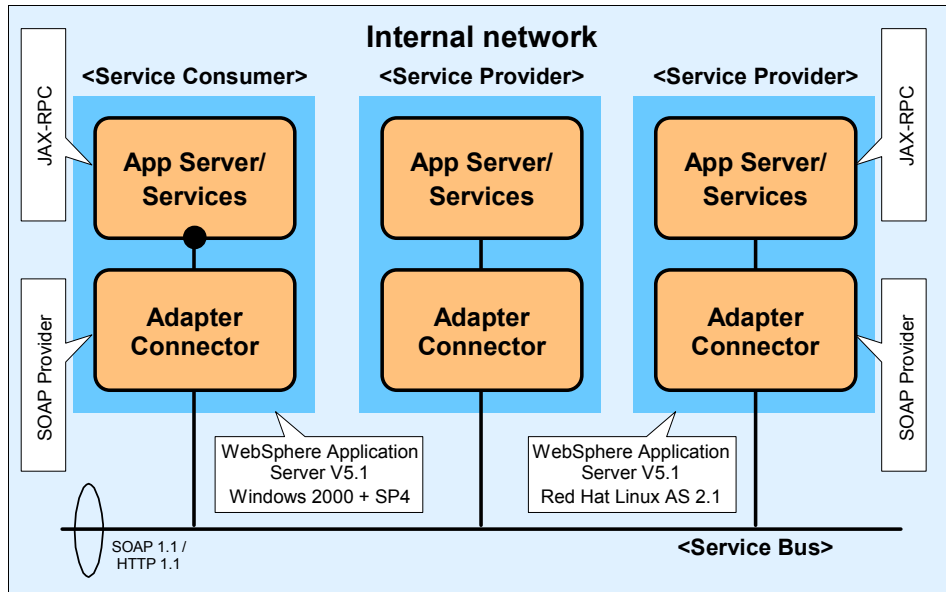 Internal network
<Service Consumer>
<Service Provider>
<Service Provider>
JAX-RPC
App Server/
Services
App Server/
Services
App Server/
Services
JAX-RPC
SOAP Provider
Adapter
Connector
Adapter
Connector
Adapter
Connector
SOAP Provider
WebSphere Application
Server V5.1
Windows 2000 + SP4
WebSphere Application
Server V5.1
Red Hat Linux AS 2.1
SOAP 1.1 /
HTTP 1.1
<Service Bus>